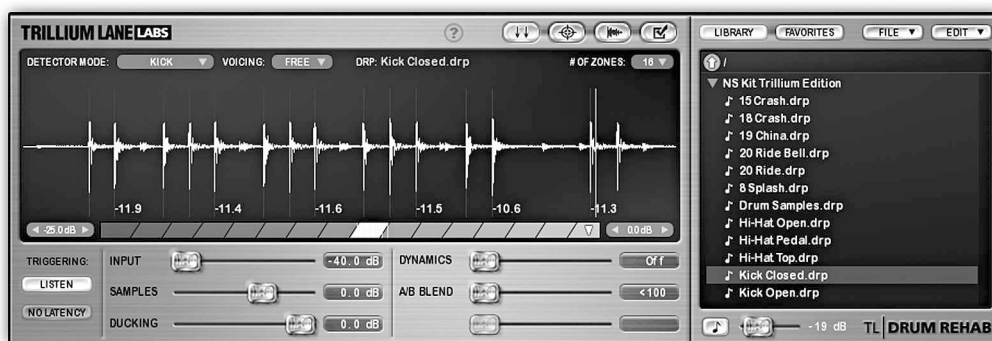 TRILLIUM LANE LABS
?
LIBRARY FAVORITES FILE EDIT
DETECTOR MODE: KICK VOICING: FREE DRP: Kick Closed.drp # OF ZONES: 16
/
NS Kit Trillium Edition
15 Crash.drp
18 Crash.drp
19 China.drp
20 Ride Bell.drp
20 Ride.drp
8 Splash.drp
Drum Samples.drp
Hi-Hat Open.drp
Hi-Hat Pedal.drp
Hi-Hat Top.drp
Kick Closed.drp
Kick Open.drp
-11.9 -11.4 -11.6 -11.5 -10.6 -11.3
-25.0 dB 0.0 dB
TRIGGERING: INPUT -40.0 dB DYNAMICS Off
LISTEN SAMPLES 0.0 dB A/B BLEND <100
NO LATENCY DUCKING 0.0 dB
-19 dB TL DRUM REHAB